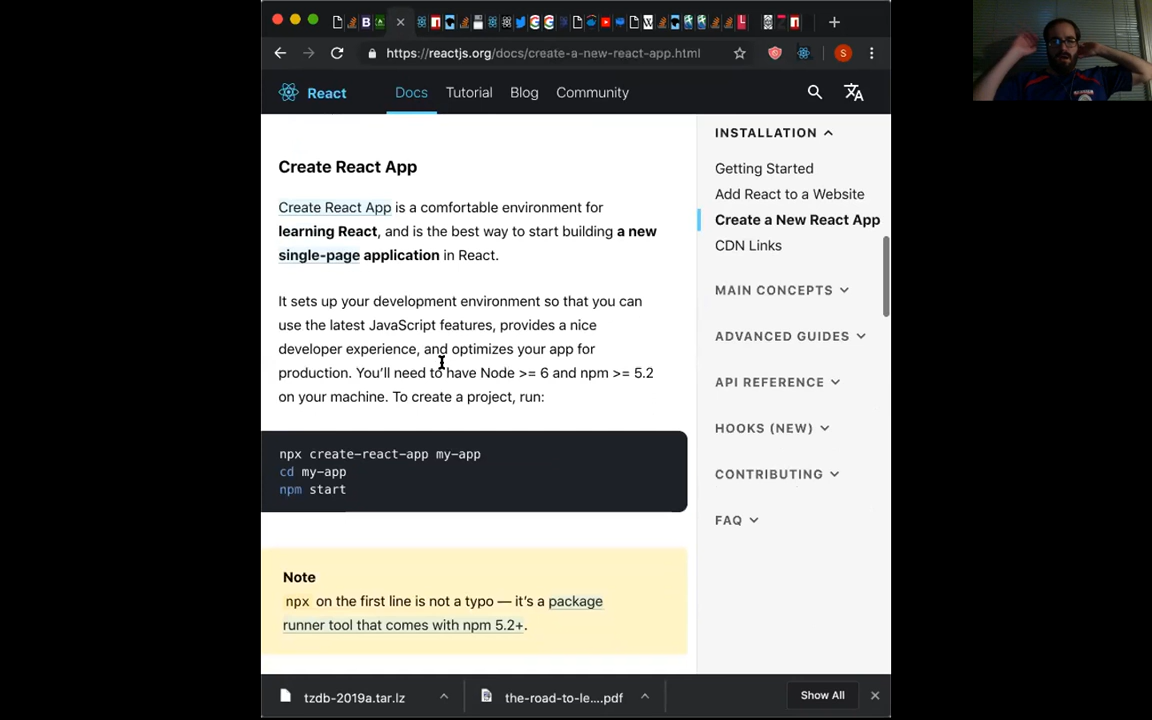 https://reactjs.org/docs/create-a-new-react-app.html
S
React
Docs
Tutorial
Blog
Community
Create React App
Create React App is a comfortable environment for
learning React, and is the best way to start building a new
single-page application in React.
It sets up your development environment so that you can
use the latest JavaScript features, provides a nice
developer experience, and optimizes your app for
production. You’ll need to have Node >= 6 and npm >= 5.2
on your machine. To create a project, run:
npx create-react-app my-app
cd my-app
npm start
Note
npx on the first line is not a typo — it’s a package
runner tool that comes with npm 5.2+.
INSTALLATION
Getting Started
Add React to a Website
Create a New React App
CDN Links
MAIN CONCEPTS
ADVANCED GUIDES
API REFERENCE
HOOKS (NEW)
CONTRIBUTING
FAQ
tzdb-2019a.tar.lz
the-road-to-le....pdf
Show All